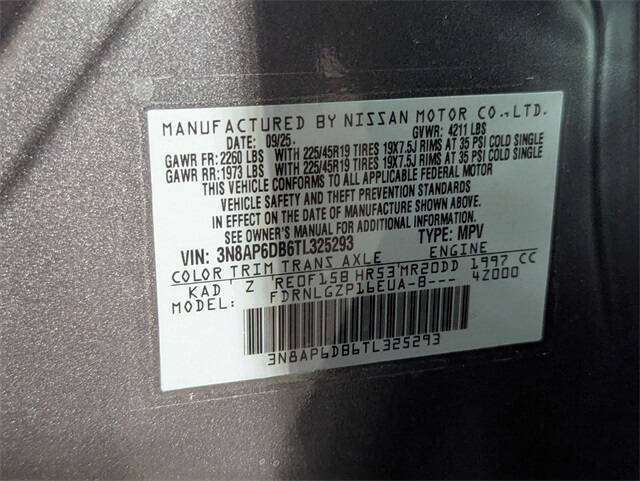 MANUFACTURED BY NISSAN MOTOR CO., LTD.
DATE: 09/25. GVWR: 4211 LBS
GAWR FR: 2260 LBS WITH 225/45R19 TIRES 19X7.5J RIMS AT 35 PSI COLD SINGLE
GAWR RR: 1973 LBS WITH 225/45R19 TIRES 19X7.5J RIMS AT 35 PSI COLD SINGLE
THIS VEHICLE CONFORMS TO ALL APPLICABLE FEDERAL MOTOR
VEHICLE SAFETY AND THEFT PREVENTION STANDARDS
IN EFFECT ON THE DATE OF MANUFACTURE SHOWN ABOVE.
SEE OWNER'S MANUAL FOR ADDITIONAL INFORMATION.
VIN: 3N8AP6DB6TL325293 TYPE: MPV
COLOR TRIM TRANS AXLE ENGINE
KAD ' Z RE0F15B HR53'MR20DD 1997 CC
MODEL: FDRNLGZP16EUA-B--- 4Z000
3N8AP6DB6TL325293